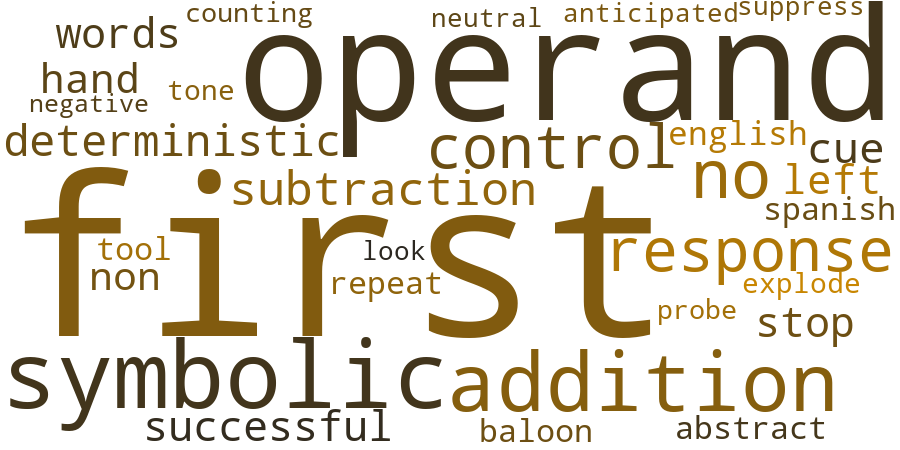 counting
neutral
anticipated
suppress
words
operand
hand
tone
negative
deterministic
control
english
cue
subtraction
no
left
spanish
first
tool
look
response
non
repeat
explode
probe
stop
symbolic
addition
successful
baloon
abstract